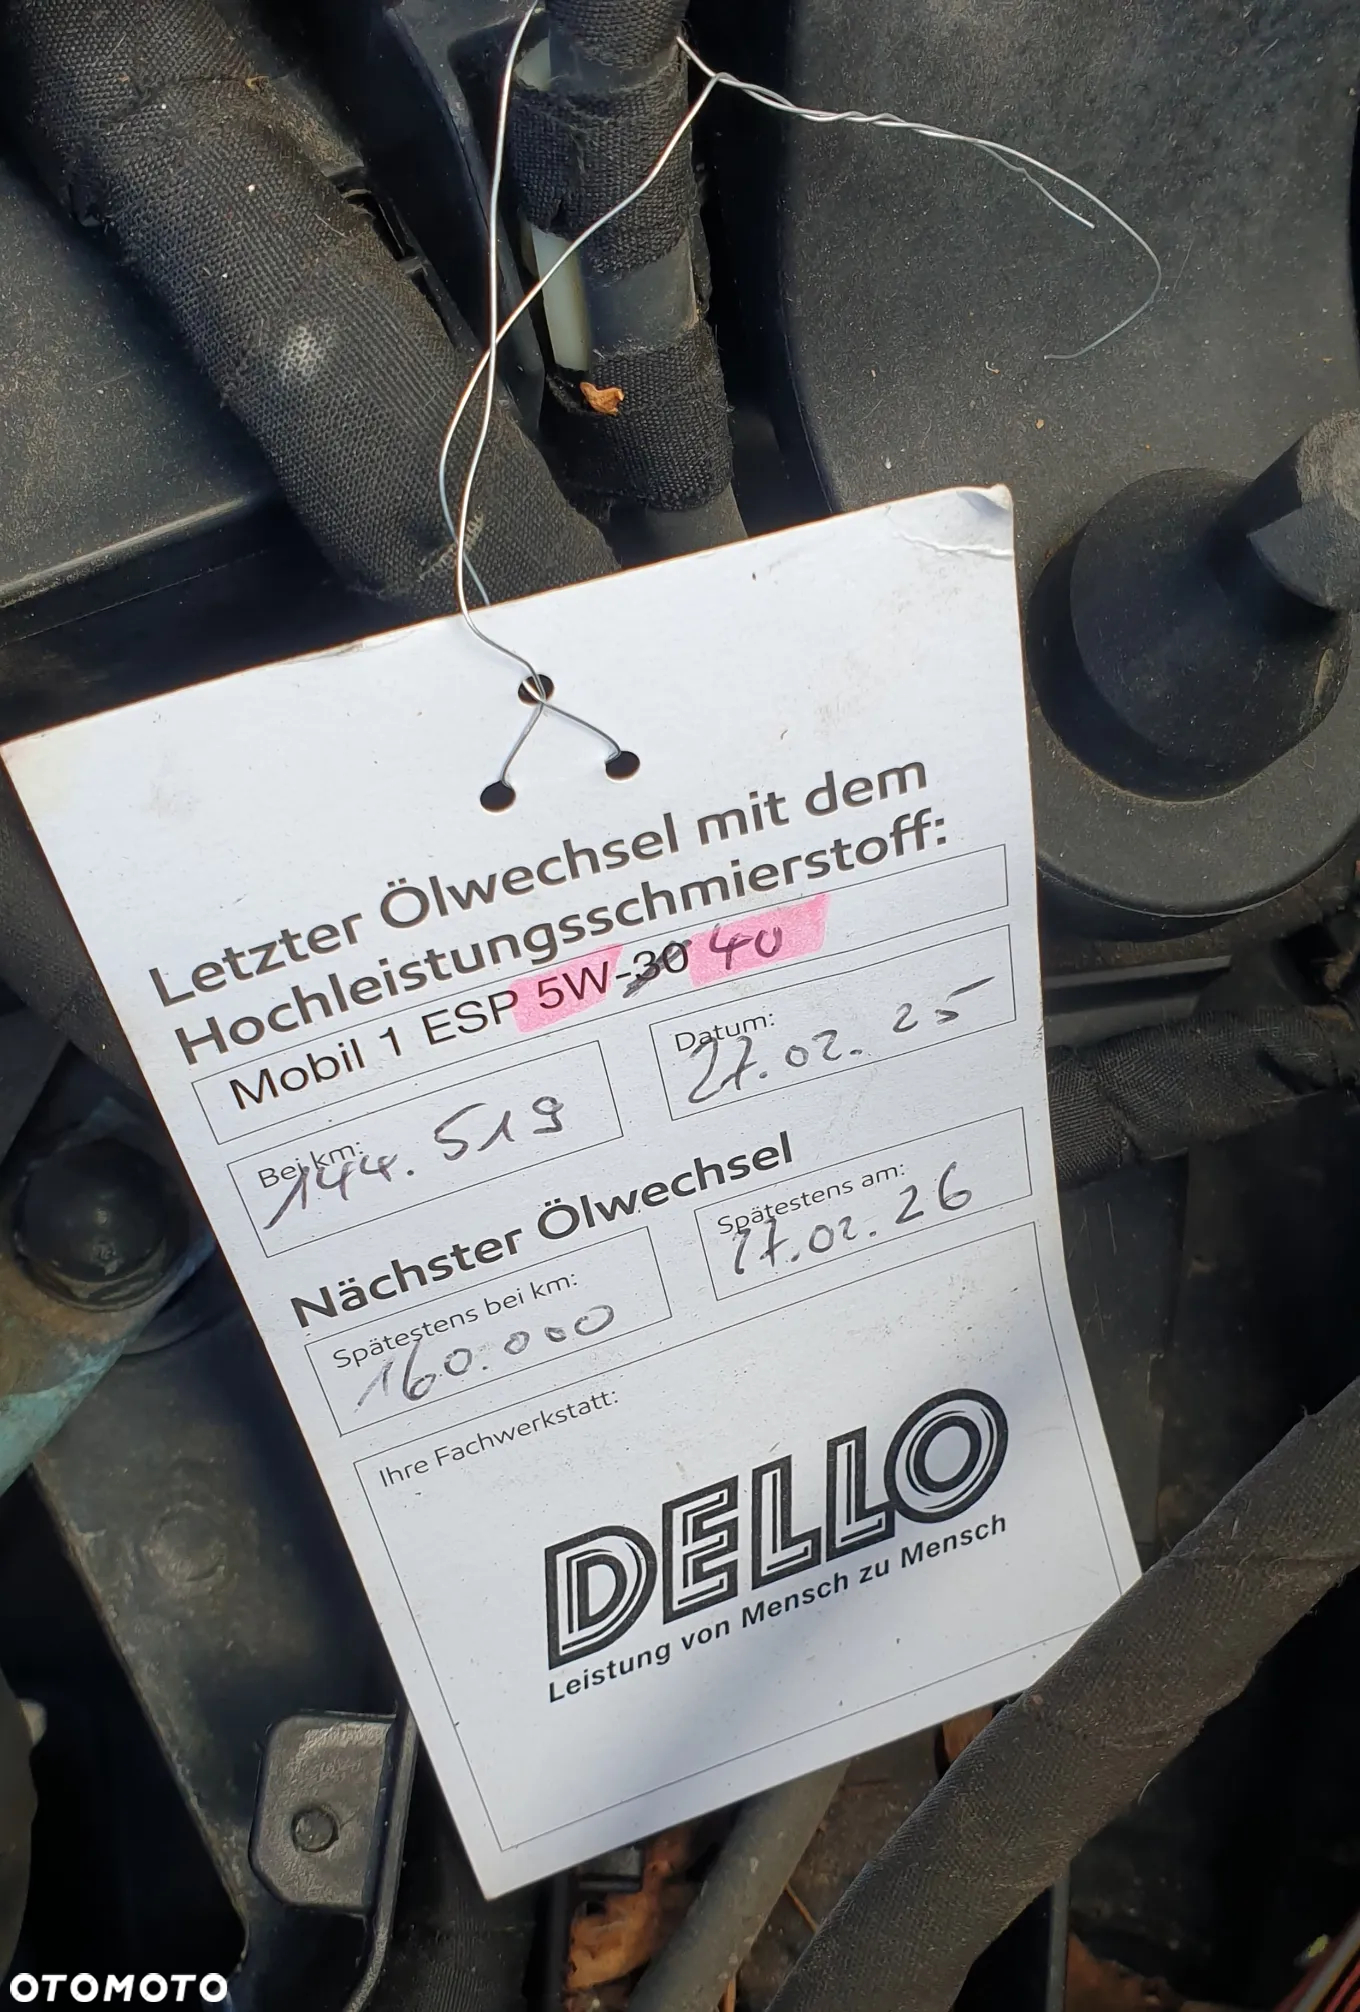 Letzter Ölwechsel mit dem
Hochleistungsschmierstoff:
Mobil 1 ESP 5W-30 40
Bei km:
144.519
Datum:
27.02.25
Nächster Ölwechsel
Spätestens bei km:
160.000
Spätestens am:
27.02.26
Ihre Fachwerkstatt:
DELLO
Leistung von Mensch zu Mensch
OTOMOTO